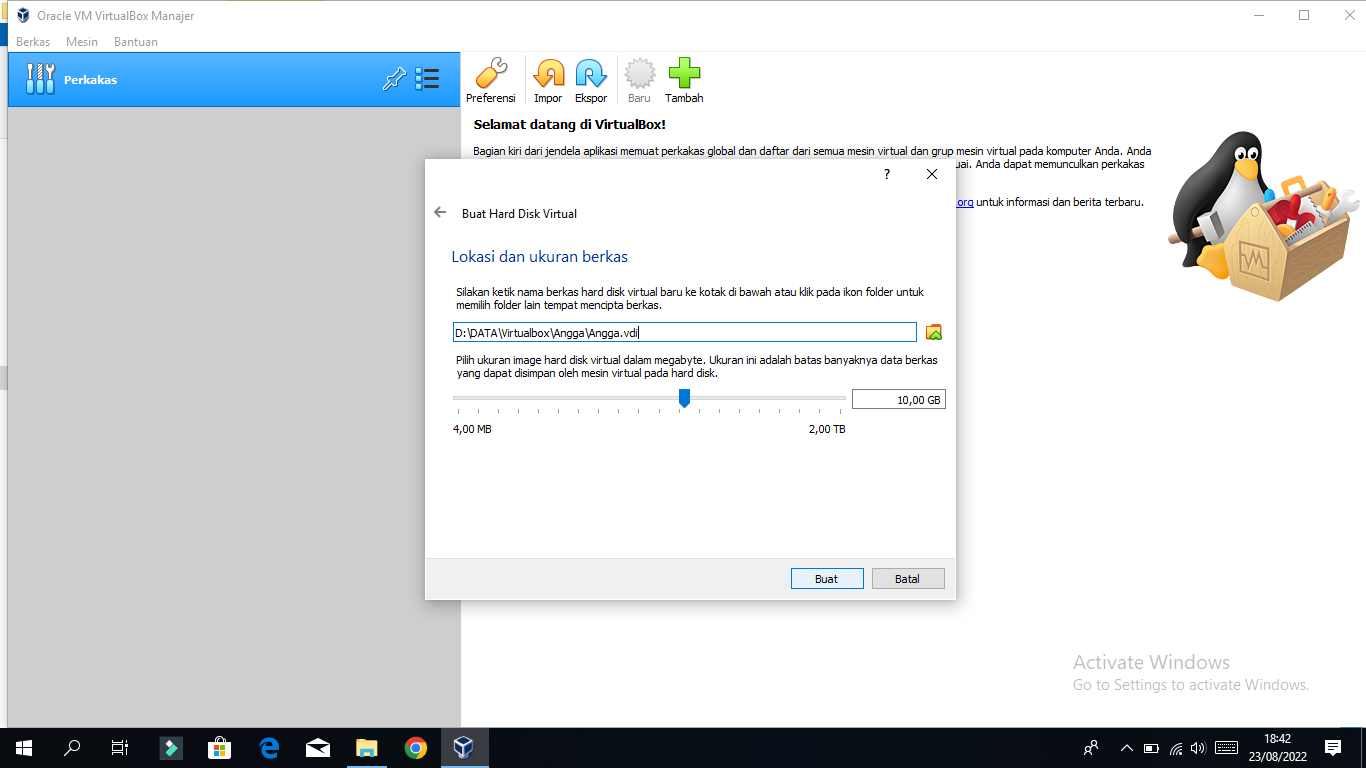 Oracle VM VirtualBox Manajer
Berkas Mesin Bantuan
Perkakas
Preferensi Impor Ekspor Baru Tambah
Selamat datang di VirtualBox!
Bagian kiri dari jendela aplikasi memuat perkakas global dan daftar dari semua mesin virtual dan grup mesin virtual pada komputer Anda. Anda
uai. Anda dapat memunculkan perkakas
.org untuk informasi dan berita terbaru.
?
Buat Hard Disk Virtual
Lokasi dan ukuran berkas
Silakan ketik nama berkas hard disk virtual baru ke kotak di bawah atau klik pada ikon folder untuk
memilih folder lain tempat mencipta berkas.
D:\DATA\Virtualbox\Angga\Angga.vdi
Pilih ukuran image hard disk virtual dalam megabyte. Ukuran ini adalah batas banyaknya data berkas
yang dapat disimpan oleh mesin virtual pada hard disk.
10,00 GB
4,00 MB 2,00 TB
Buat Batal
Activate Windows
Go to Settings to activate Windows.
18:42
23/08/2022